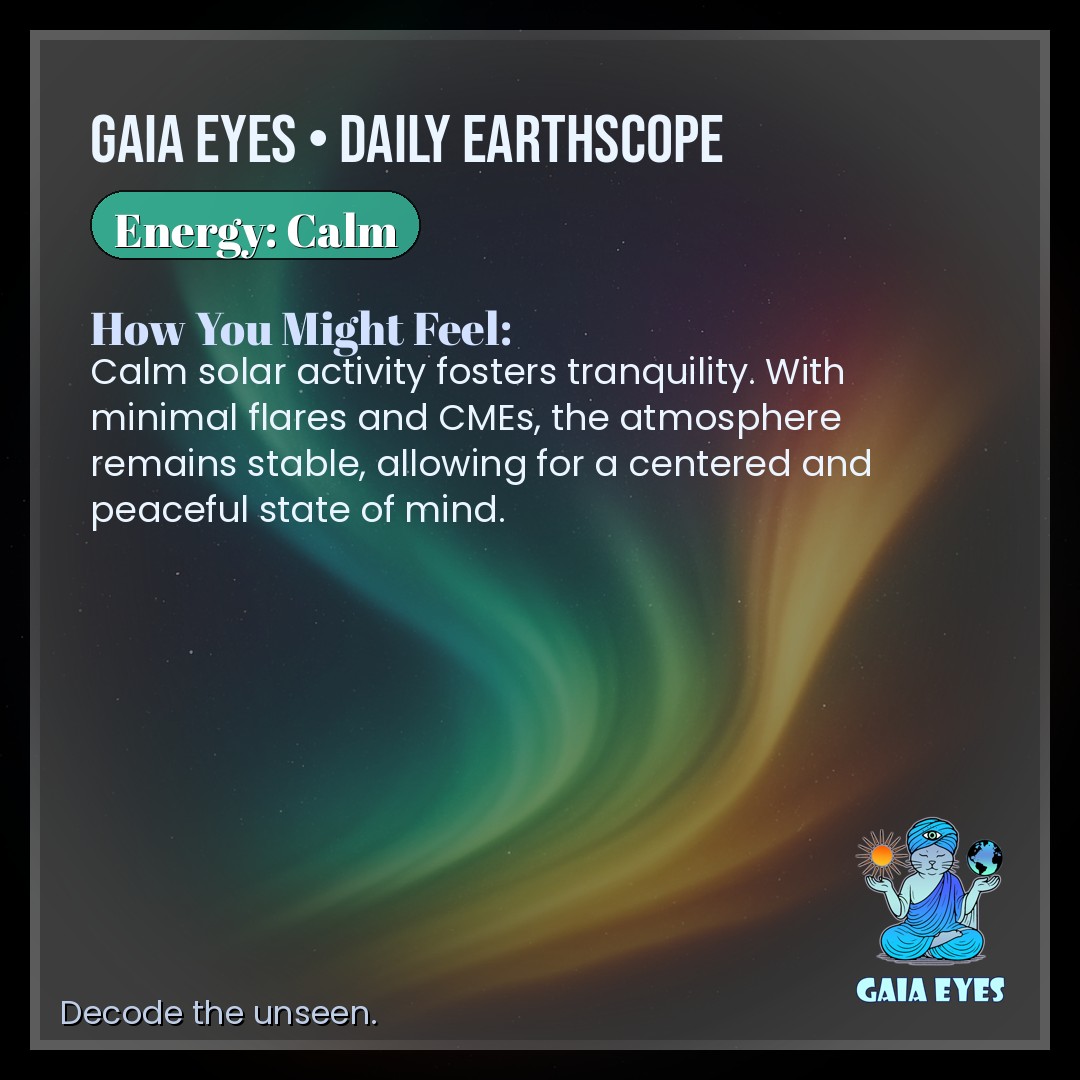 GAIA EYES • DAILY EARTHSCOPE
Energy: Calm
How You Might Feel:
Calm solar activity fosters tranquility. With
minimal flares and CMEs, the atmosphere
remains stable, allowing for a centered and
peaceful state of mind.
GAIA EYES
Decode the unseen.